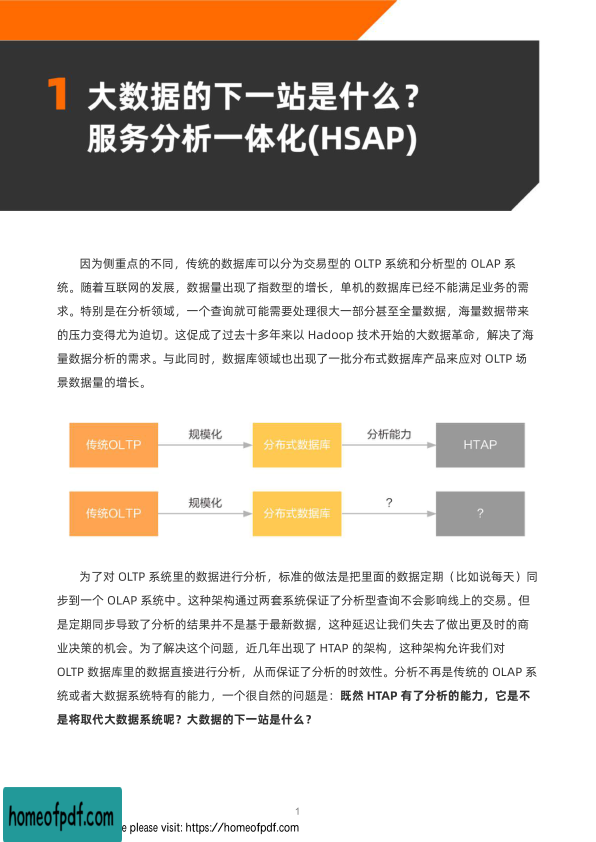 1 大数据的下一站是什么？
服务分析一体化(HSAP)
因为侧重点的不同，传统的数据库可以分为交易型的 OLTP 系统和分析型的 OLAP 系
统。随着互联网的发展，数据量出现了指数型的增长，单机的数据库已经不能满足业务的需
求。特别是在分析领域，一个查询就可能需要处理很大一部分甚至全量数据，海量数据带来
的压力变得尤为迫切。这促成了过去十多年来以 Hadoop 技术开始的大数据革命，解决了海
量数据分析的需求。与此同时，数据库领域也出现了一批分布式数据库产品来应对 OLTP 场
景数据量的增长。
传统OLTP 规模化 分布式数据库 分析能力 HTAP
传统OLTP 规模化 分布式数据库 ? ?
为了对 OLTP 系统里的数据进行分析，标准的做法是把里面的数据定期（比如说每天）同
步到一个 OLAP 系统中。这种架构通过两套系统保证了分析型查询不会影响线上的交易。但
是定期同步导致了分析的结果并不是基于最新数据，这种延迟让我们失去了做出更及时的商
业决策的机会。为了解决这个问题，近几年出现了 HTAP 的架构，这种架构允许我们对
OLTP 数据库里的数据直接进行分析，从而保证了分析的时效性。分析不再是传统的 OLAP 系
统或者大数据系统特有的能力，一个很自然的问题是：既然 HTAP 有了分析的能力，它是不
是将取代大数据系统呢？大数据的下一站是什么？
1
homeofpdf.com
e please visit: https://homeofpdf.com